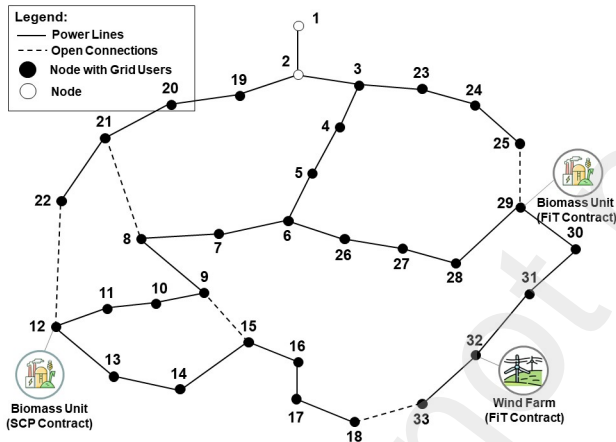 Legend:
Power Lines
Open Connections
Node with Grid Users
Node
1
2
3
23
24
19
20
21
4
25
5
Biomass Unit
(FiT Contract)
22
29
30
8
7
6
26
27
28
9
31
11
10
12
15
16
32
13
14
17
33
18
Biomass Unit
(SCP Contract)
Wind Farm
(FiT Contract)
not